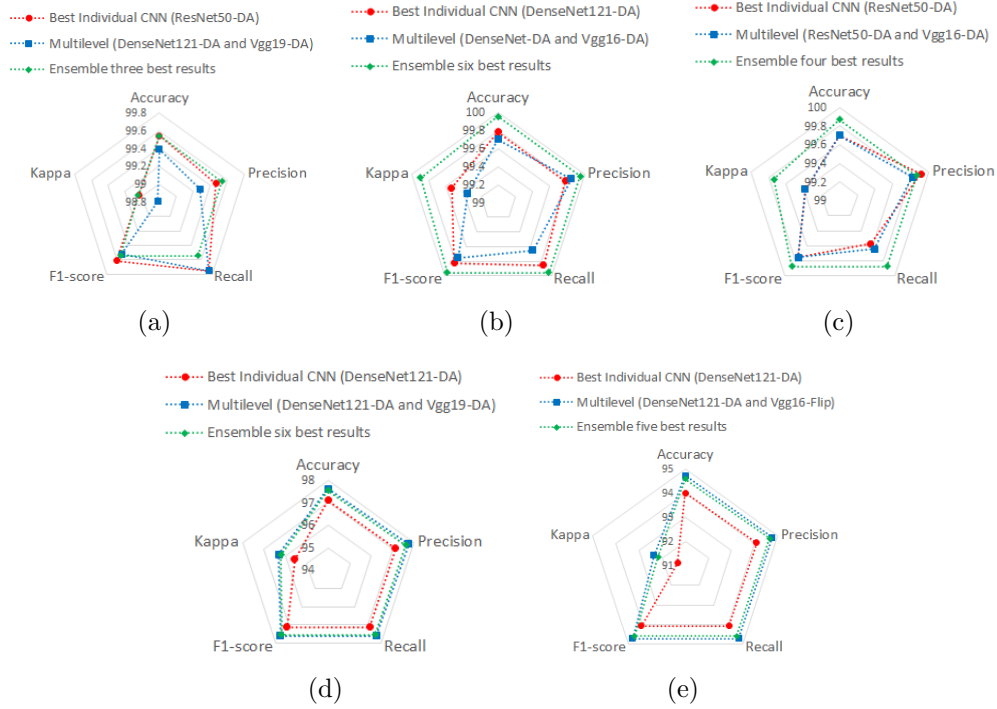 Best Individual CNN (ResNet50-DA)
Multilevel (DenseNet121-DA and Vgg19-DA)
Ensemble three best results
Accuracy
99.8
99.6
99.4
99.2
99
98.8
Kappa
Precision
F1-score
Recall
(a)
Best Individual CNN (DenseNet121-DA)
Multilevel (DenseNet-DA and Vgg16-DA)
Ensemble six best results
Accuracy
100
99.8
99.6
99.4
99.2
99
Kappa
Precision
F1-score
Recall
(b)
Best Individual CNN (ResNet50-DA)
Multilevel (ResNet50-DA and Vgg16-DA)
Ensemble four best results
Accuracy
100
99.8
99.6
99.4
99.2
99
Kappa
Precision
F1-score
Recall
(c)
Best Individual CNN (DenseNet121-DA)
Multilevel (DenseNet121-DA and Vgg19-DA)
Ensemble six best results
Accuracy
98
97
96
95
94
Kappa
Precision
F1-score
Recall
(d)
Best Individual CNN (DenseNet121-DA)
Multilevel (DenseNet121-DA and Vgg16-Flip)
Ensemble five best results
Accuracy
95
94
93
92
91
Kappa
Precision
F1-score
Recall
(e)